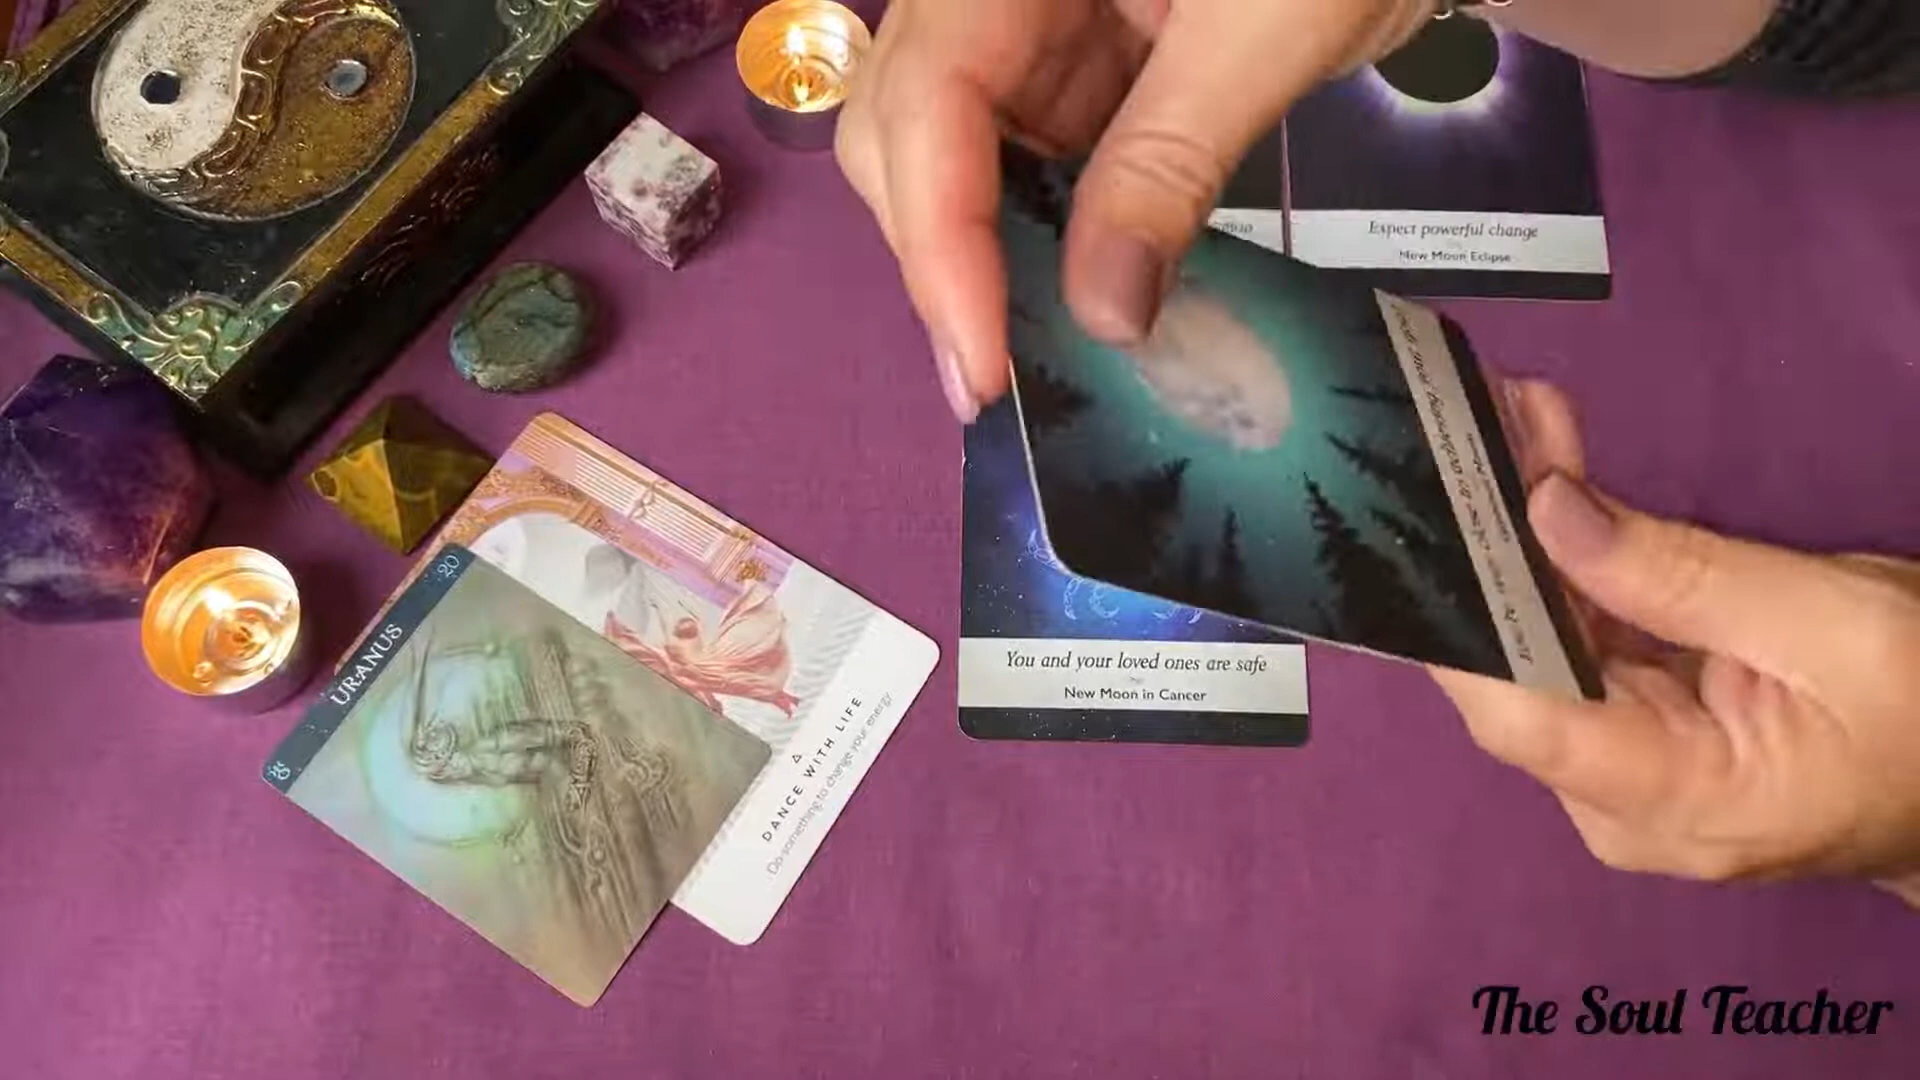 Expect powerful change
New Moon Eclipse
You and your loved ones are safe
New Moon in Cancer
20
URANUS
DANCE WITH LIFE
Do something to change your energy
The Soul Teacher